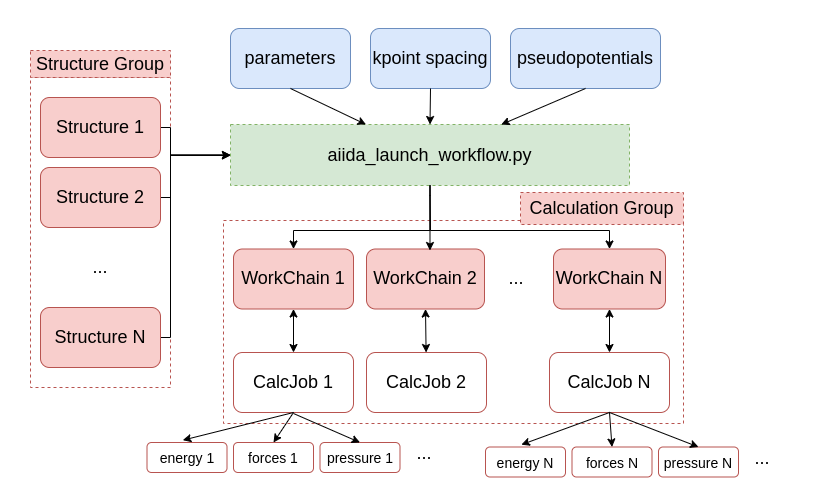 parameters
kpoint spacing
pseudopotentials
Structure Group
Structure 1
Structure 2
...
Structure N
aiida_launch_workflow.py
Calculation Group
WorkChain 1
WorkChain 2
...
WorkChain N
CalcJob 1
CalcJob 2
CalcJob N
energy 1
forces 1
pressure 1
...
energy N
forces N
pressure N
...